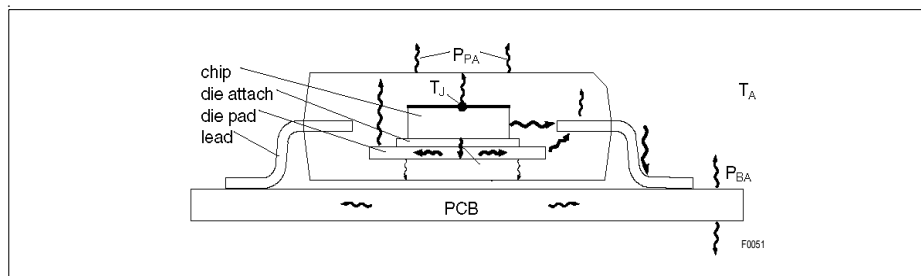 P_PA
chip
die attach
die pad
lead
T_J
T_A
P_BA
PCB
F0051